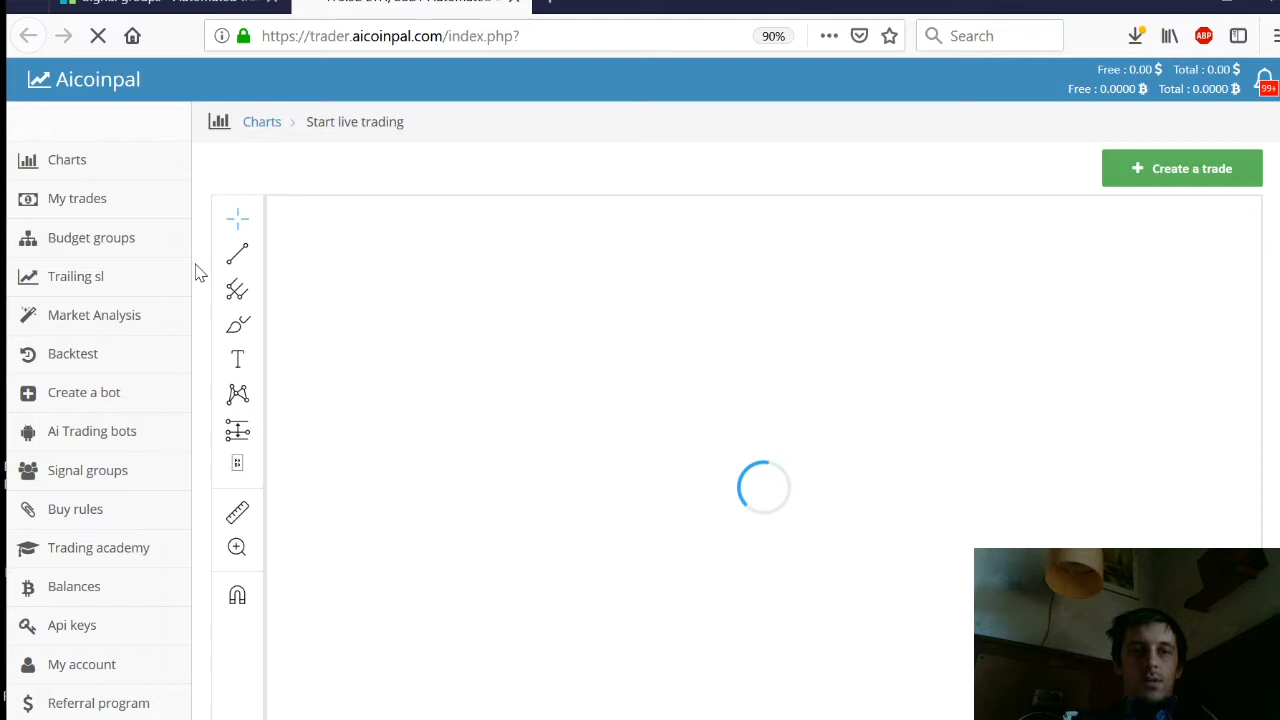 https://trader.aicoinpal.com/index.php?
90%
Search
ABP
Aicoinpal
Free : 0.00 $ Total : 0.00 $
Free : 0.0000 Total : 0.0000
99+
Charts > Start live trading
+ Create a trade
Charts
My trades
Budget groups
Trailing sl
Market Analysis
Backtest
Create a bot
Ai Trading bots
Signal groups
Buy rules
Trading academy
Balances
Api keys
My account
Referral program